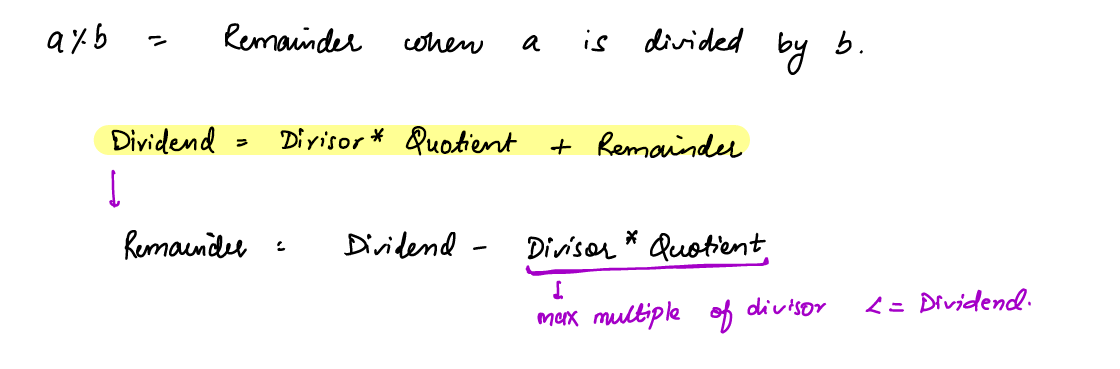 a % b = Remainder when a is divided by b.
Dividend = Divisor * Quotient + Remainder
Remainder = Dividend - Divisor * Quotient
max multiple of divisor <= Dividend.